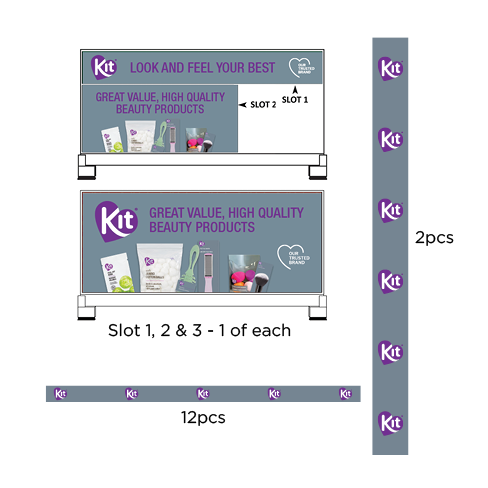 Kit LOOK AND FEEL YOUR BEST OUR TRUSTED BRAND
GREAT VALUE, HIGH QUALITY
BEAUTY PRODUCTS
SLOT 2
SLOT 1
Kit
GREAT VALUE, HIGH QUALITY
BEAUTY PRODUCTS
OUR TRUSTED BRAND
Slot 1, 2 & 3 - 1 of each
Kit Kit Kit Kit Kit
12pcs
Kit
Kit
Kit
Kit
Kit
Kit
2pcs